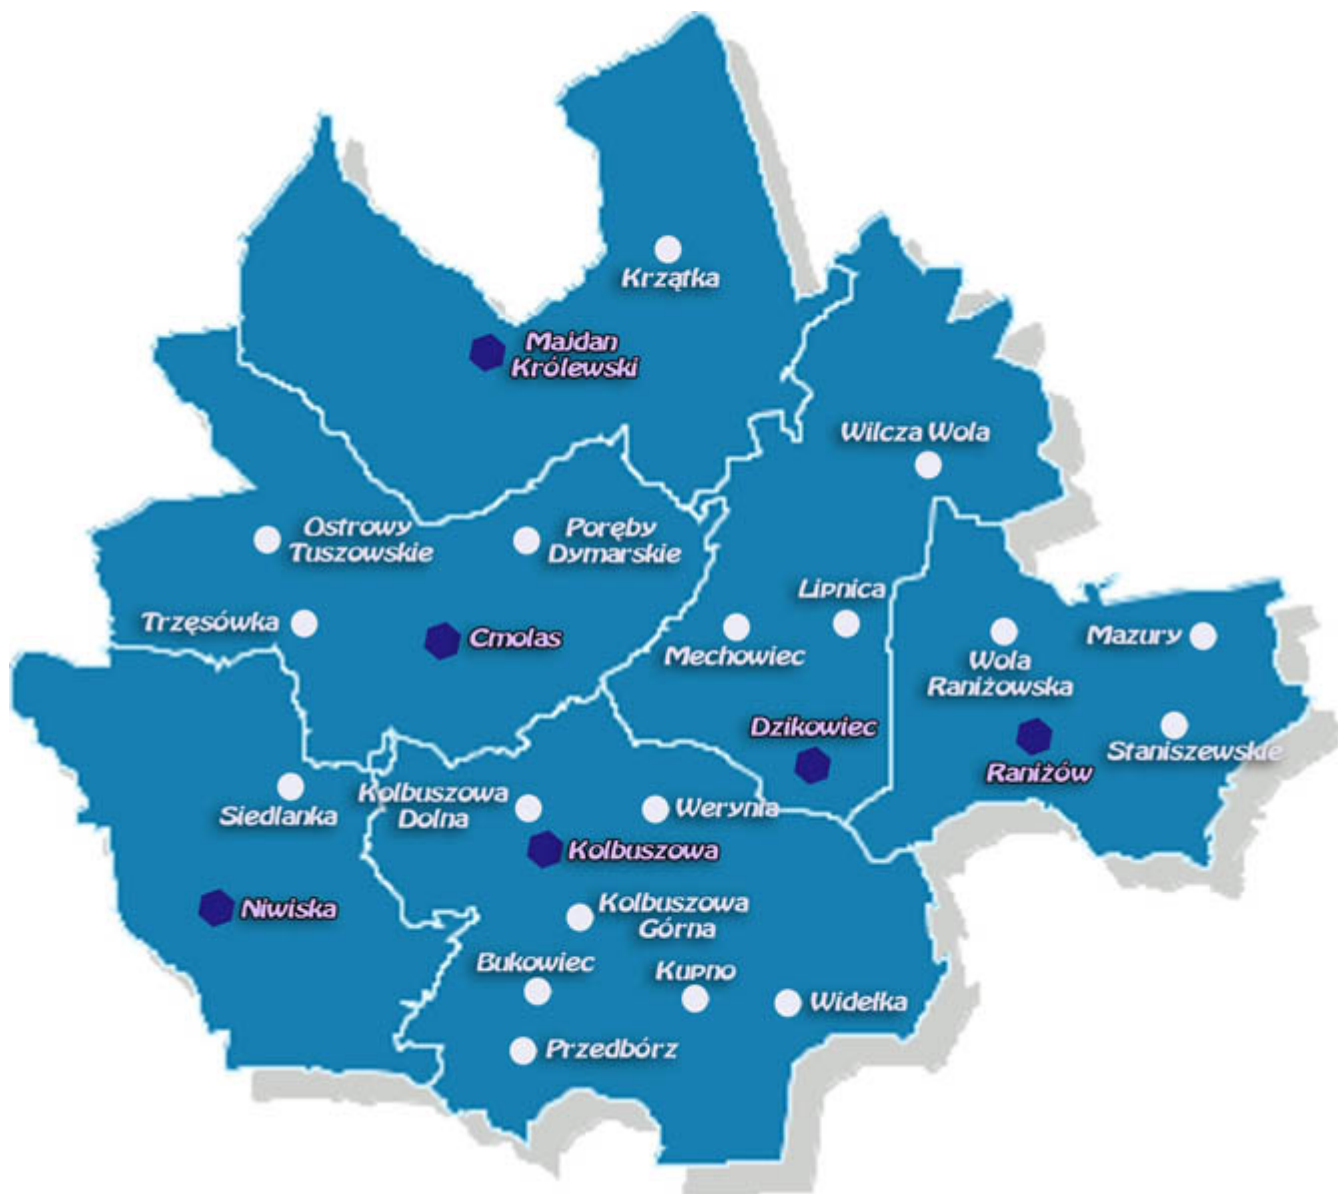 Krzątka
Majdan
Królewski
Wilcza Wola
Ostrowy
Tuszowskie
Poręby
Dymarskie
Lipnica
Trzęsówka
Cmolas
Mechowiec
Wola
Raniżowska
Mazury
Dzikowiec
Raniżów
Staniszewskie
Siedlanka
Kolbuszowa
Dolna
Werynia
Kolbuszowa
Niwiska
Kolbuszowa
Górna
Bukowiec
Kupno
Widełka
Przedbórz